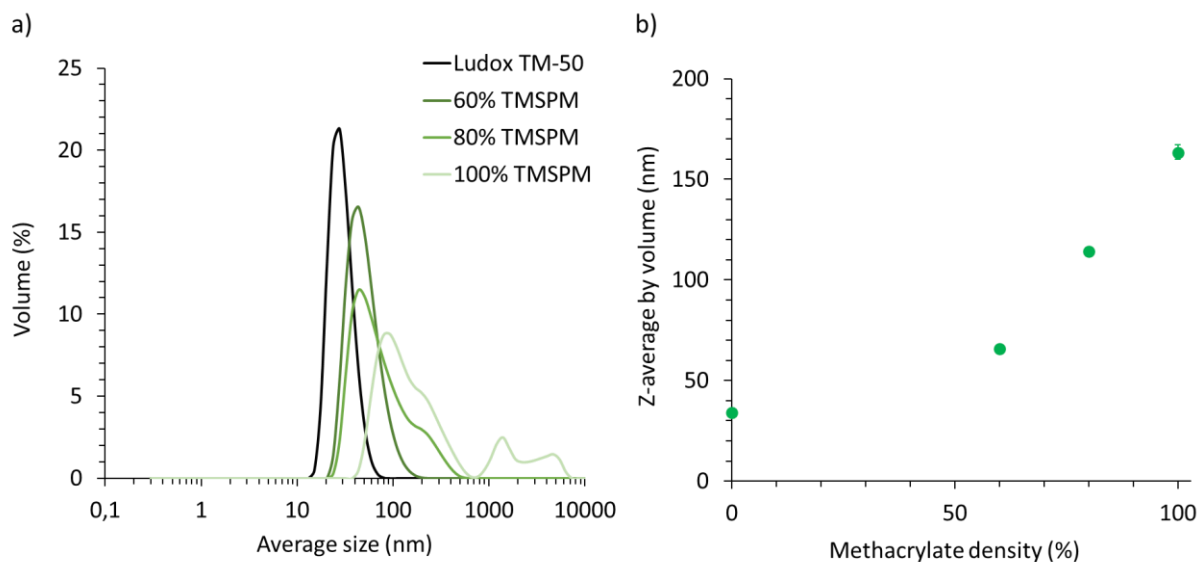 a)
Volume (%)
25
20
15
10
5
0
0,1
1
10
100
1000
10000
Average size (nm)
Ludox TM-50
60% TMSPM
80% TMSPM
100% TMSPM
b)
Z-average by volume (nm)
200
150
100
50
0
0
50
100
Methacrylate density (%)